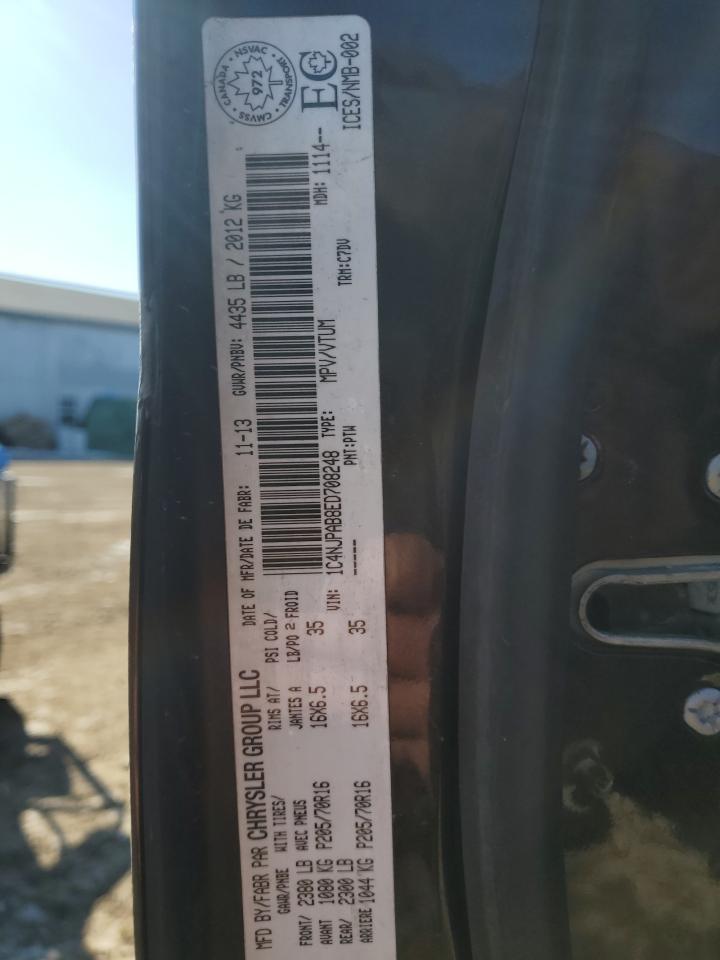 MFD BY/FABR PAR CHRYSLER GROUP LLC DATE OF MFR/DATE DE FABR: 11-13 GVWR/PNBV: 4435 LB / 2012 KG
GAWR/PNBE WITH TIRES/ RIMS AT/ PSI COLD/
FRONT/ 2380 LB AVEC PNEUS JANTES A LB/PO 2 FROID
AVANT 1080 KG P205/70R16 16X6.5 35
REAR/ 2300 LB VIN: 1C4NJPAB8ED708248 TYPE: MPV/VTUM MDH: 1114--
ARRIERE 1044 KG P205/70R16 16X6.5 35 ----- PNT:PTW TRM:C7DV
CANADA NSVAC TRANSPORT CMVSS
972
EC
ICES/NMB-002